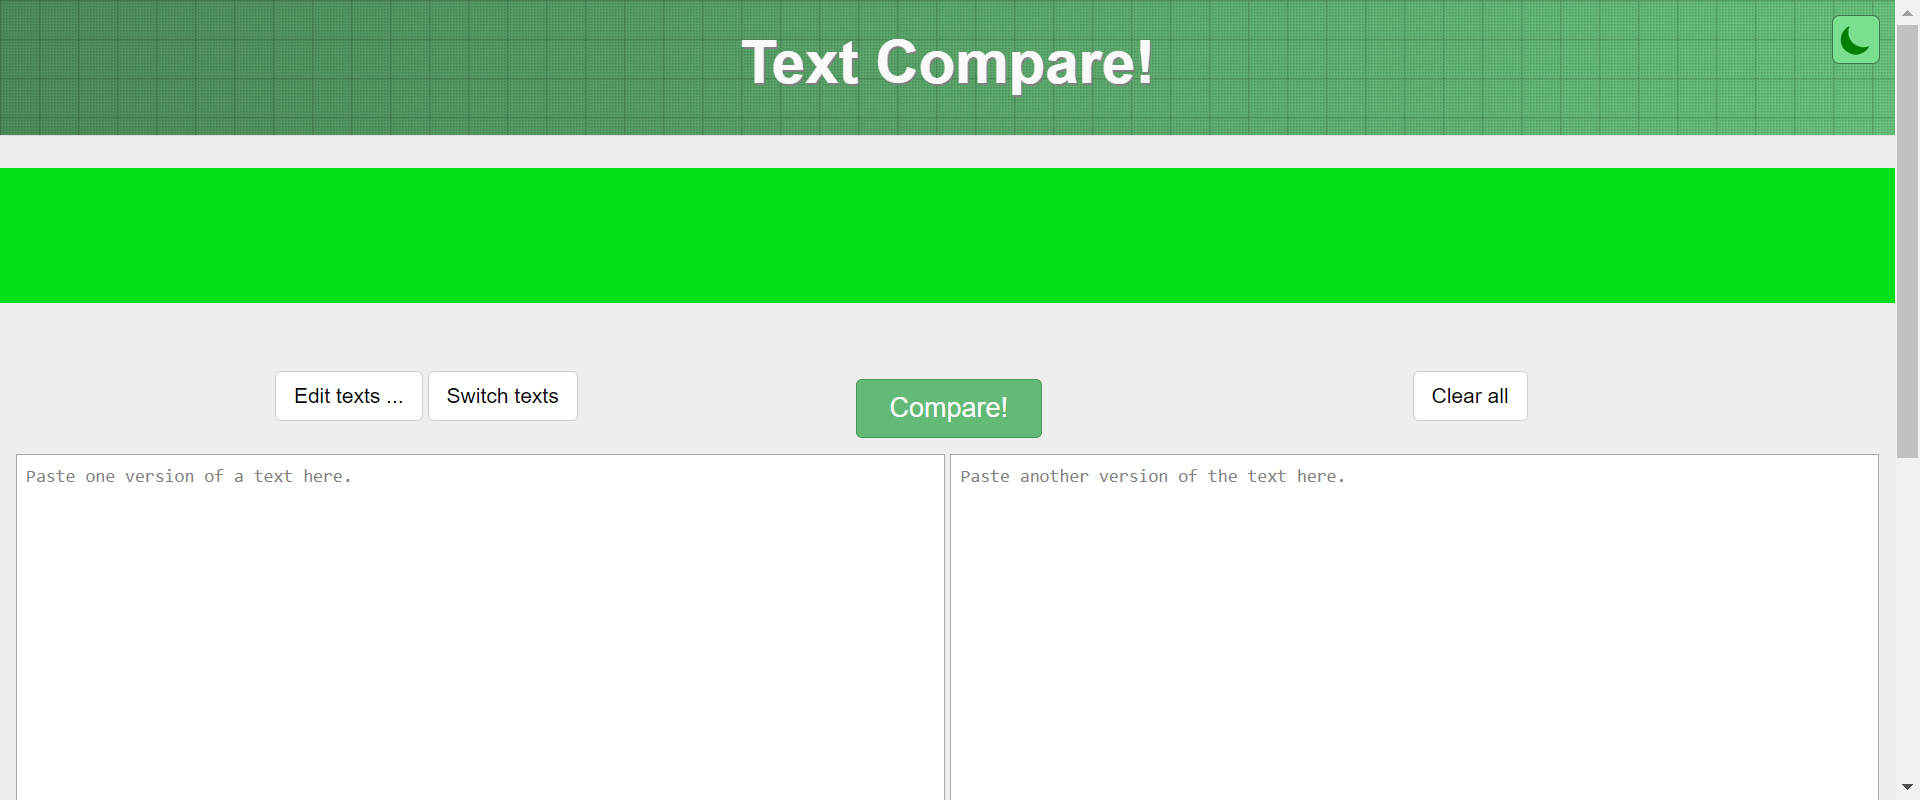 Text Compare!
Edit texts ...
Switch texts
Compare!
Clear all
Paste one version of a text here.
Paste another version of the text here.